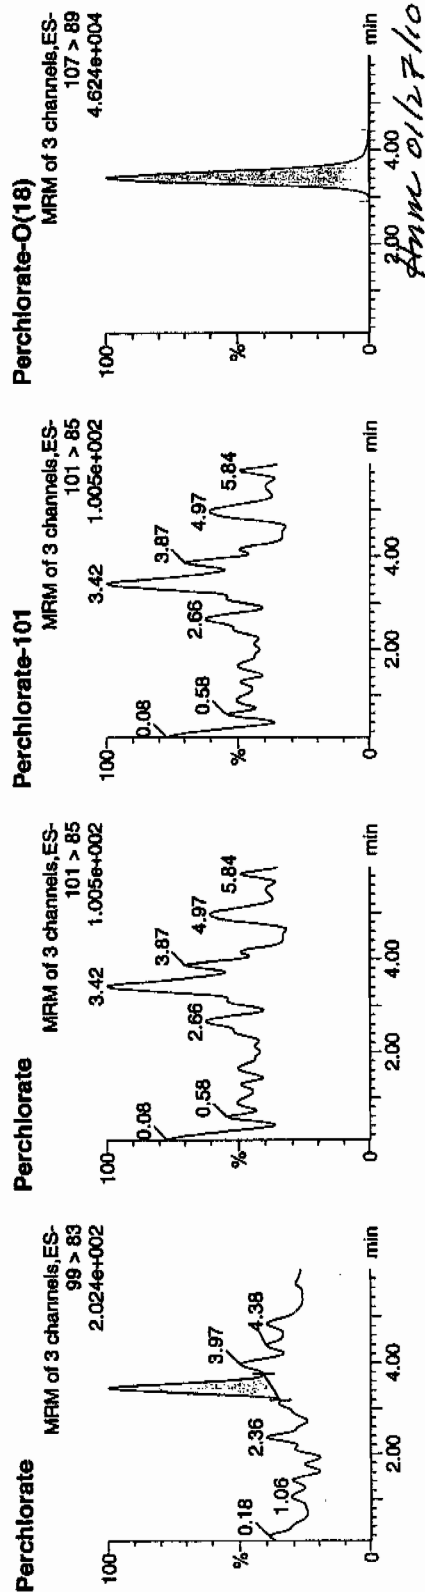 Perchlorate
MRM of 3 channels,ES-
99 > 83
2.024e+002
100
%
0
0.18
1.06
2.36
3.97
4.38
2.00
4.00
min
Perchlorate
MRM of 3 channels,ES-
101 > 85
1.005e+002
100
%
0
0.08
0.58
2.66
3.42
3.87
4.97
5.84
2.00
4.00
min
Perchlorate-101
MRM of 3 channels,ES-
101 > 85
1.005e+002
100
%
0
0.08
0.58
2.66
3.42
3.87
4.97
5.84
2.00
4.00
min
Perchlorate-O(18)
MRM of 3 channels,ES-
107 > 89
4.624e+004
100
%
0
2.00
4.00
min
01/27/10